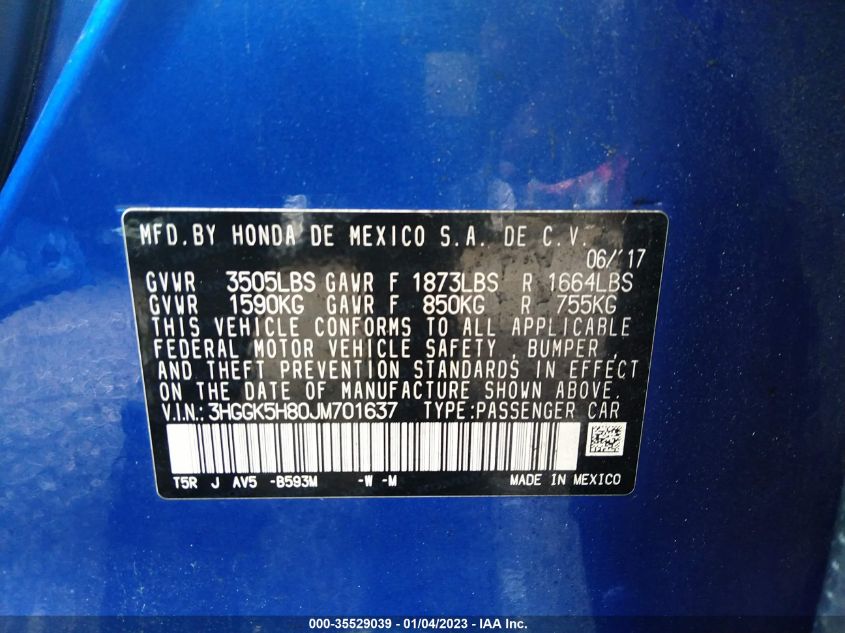 MFD.BY HONDA DE MEXICO S.A. DE C.V.
06/'17
GVWR 3505LBS GAWR F 1873LBS R 1664LBS
GVWR 1590KG GAWR F 850KG R 755KG
THIS VEHICLE CONFORMS TO ALL APPLICABLE
FEDERAL MOTOR VEHICLE SAFETY , BUMPER ,
AND THEFT PREVENTION STANDARDS IN EFFECT
ON THE DATE OF MANUFACTURE SHOWN ABOVE.
V.I.N.: 3HGGK5H80JM701637 TYPE:PASSENGER CAR
T5R J AV5 -B593M -W -M MADE IN MEXICO
000-35529039 - 01/04/2023 - IAA Inc.